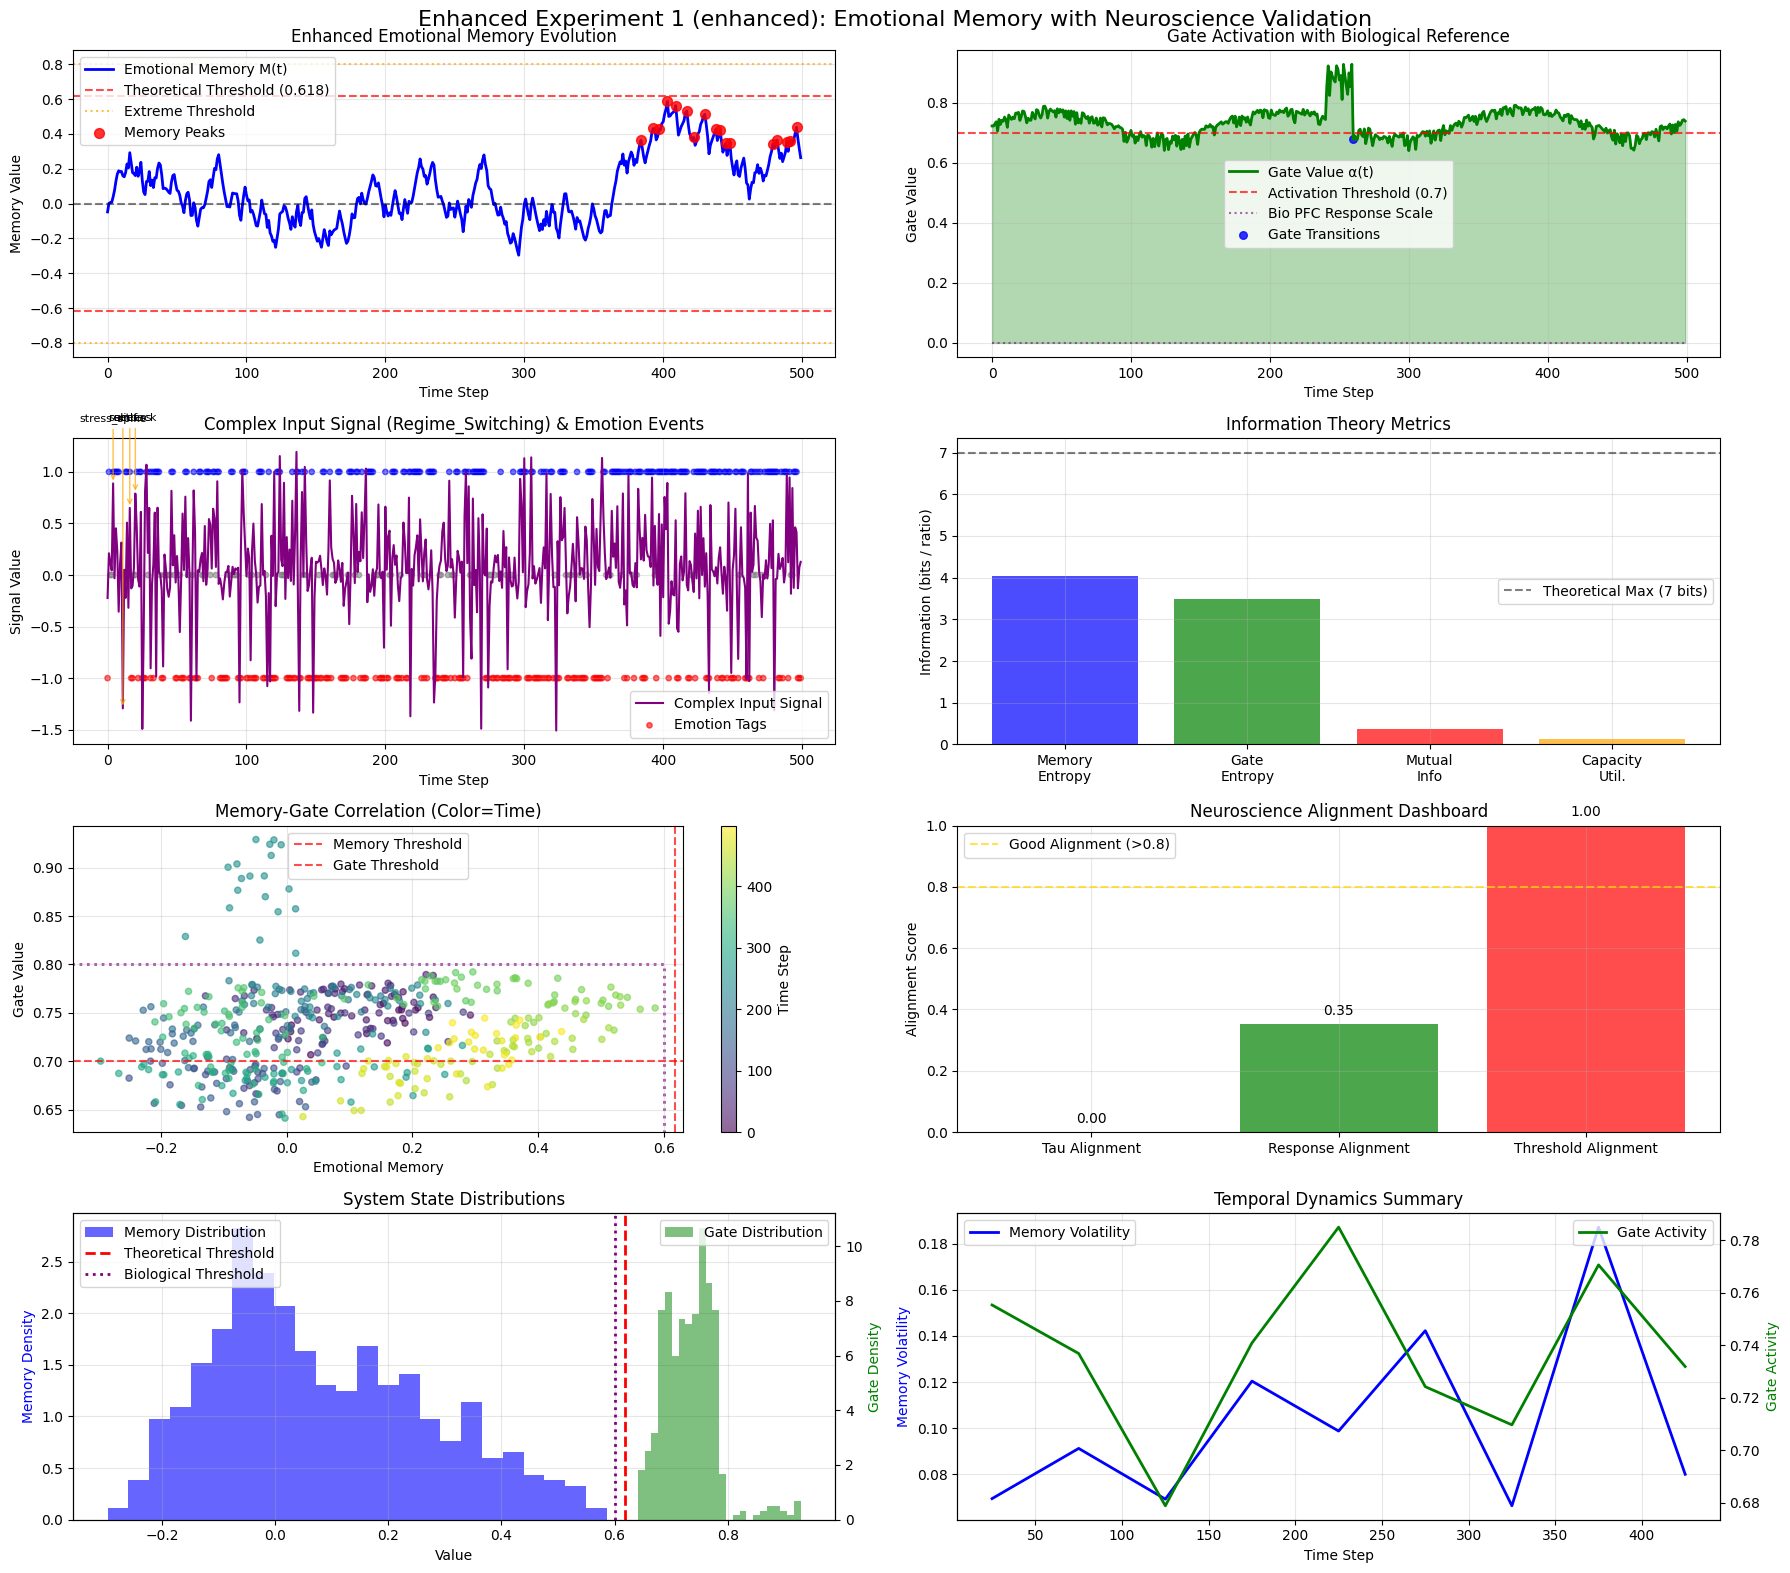 Enhanced Experiment 1 (enhanced): Emotional Memory with Neuroscience Validation
Enhanced Emotional Memory Evolution
Emotional Memory M(t)
Theoretical Threshold (0.618)
Extreme Threshold
Memory Peaks
Memory Value
0.8
0.6
0.4
0.2
0.0
−0.2
−0.4
−0.6
−0.8
0
100
200
300
400
500
Time Step
Gate Activation with Biological Reference
Gate Value α(t)
Activation Threshold (0.7)
Bio PFC Response Scale
Gate Transitions
Gate Value
0.8
0.6
0.4
0.2
0.0
0
100
200
300
400
500
Time Step
Complex Input Signal (Regime_Switching) & Emotion Events
Complex Input Signal
Emotion Tags
Signal Value
1.0
0.5
0.0
−0.5
−1.0
−1.5
0
100
200
300
400
500
Time Step
Information Theory Metrics
Theoretical Max (7 bits)
Information (bits / ratio)
7
6
5
4
3
2
1
0
Memory
Entropy
Gate
Entropy
Mutual
Info
Capacity
Util.
Memory-Gate Correlation (Color=Time)
Memory Threshold
Gate Threshold
Gate Value
0.90
0.85
0.80
0.75
0.70
0.65
−0.2
0.0
0.2
0.4
0.6
Emotional Memory
400
300
200
100
0
Time Step
Neuroscience Alignment Dashboard
Good Alignment (>0.8)
Alignment Score
1.0
0.8
0.6
0.4
0.2
0.0
0.00
0.35
1.00
Tau Alignment
Response Alignment
Threshold Alignment
System State Distributions
Memory Distribution
Theoretical Threshold
Biological Threshold
Gate Distribution
Memory Density
2.5
2.0
1.5
1.0
0.5
0.0
−0.2
0.0
0.2
0.4
0.6
0.8
Value
10
8
6
4
2
0
Gate Density
Temporal Dynamics Summary
Memory Volatility
Gate Activity
Memory Volatility
0.18
0.16
0.14
0.12
0.10
0.08
50
100
150
200
250
300
350
400
Time Step
0.78
0.76
0.74
0.72
0.70
0.68
Gate Activity